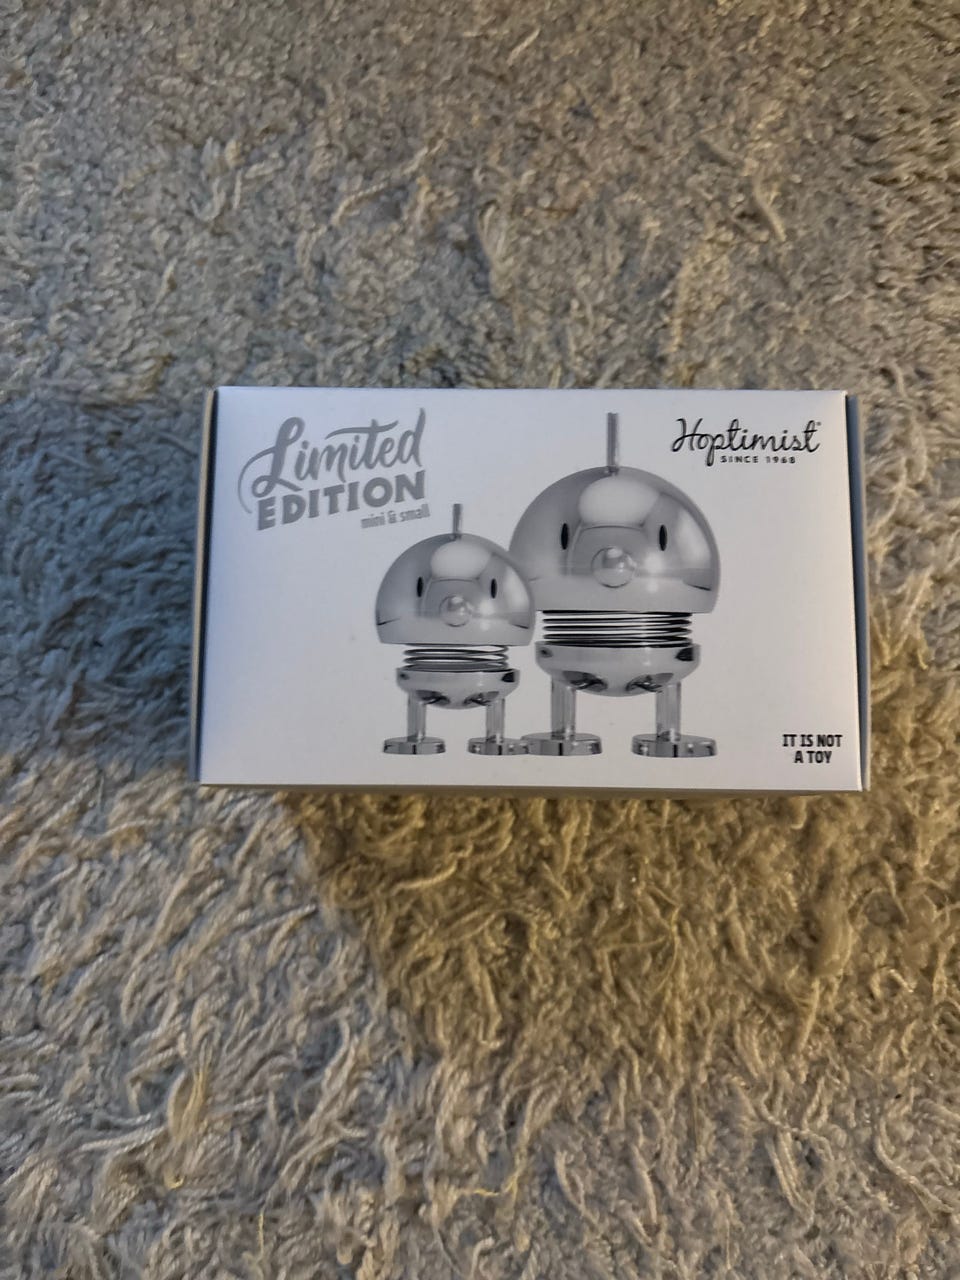 Limited
EDITION
mini & small
Hoptimist®
SINCE 1968
IT IS NOT
A TOY